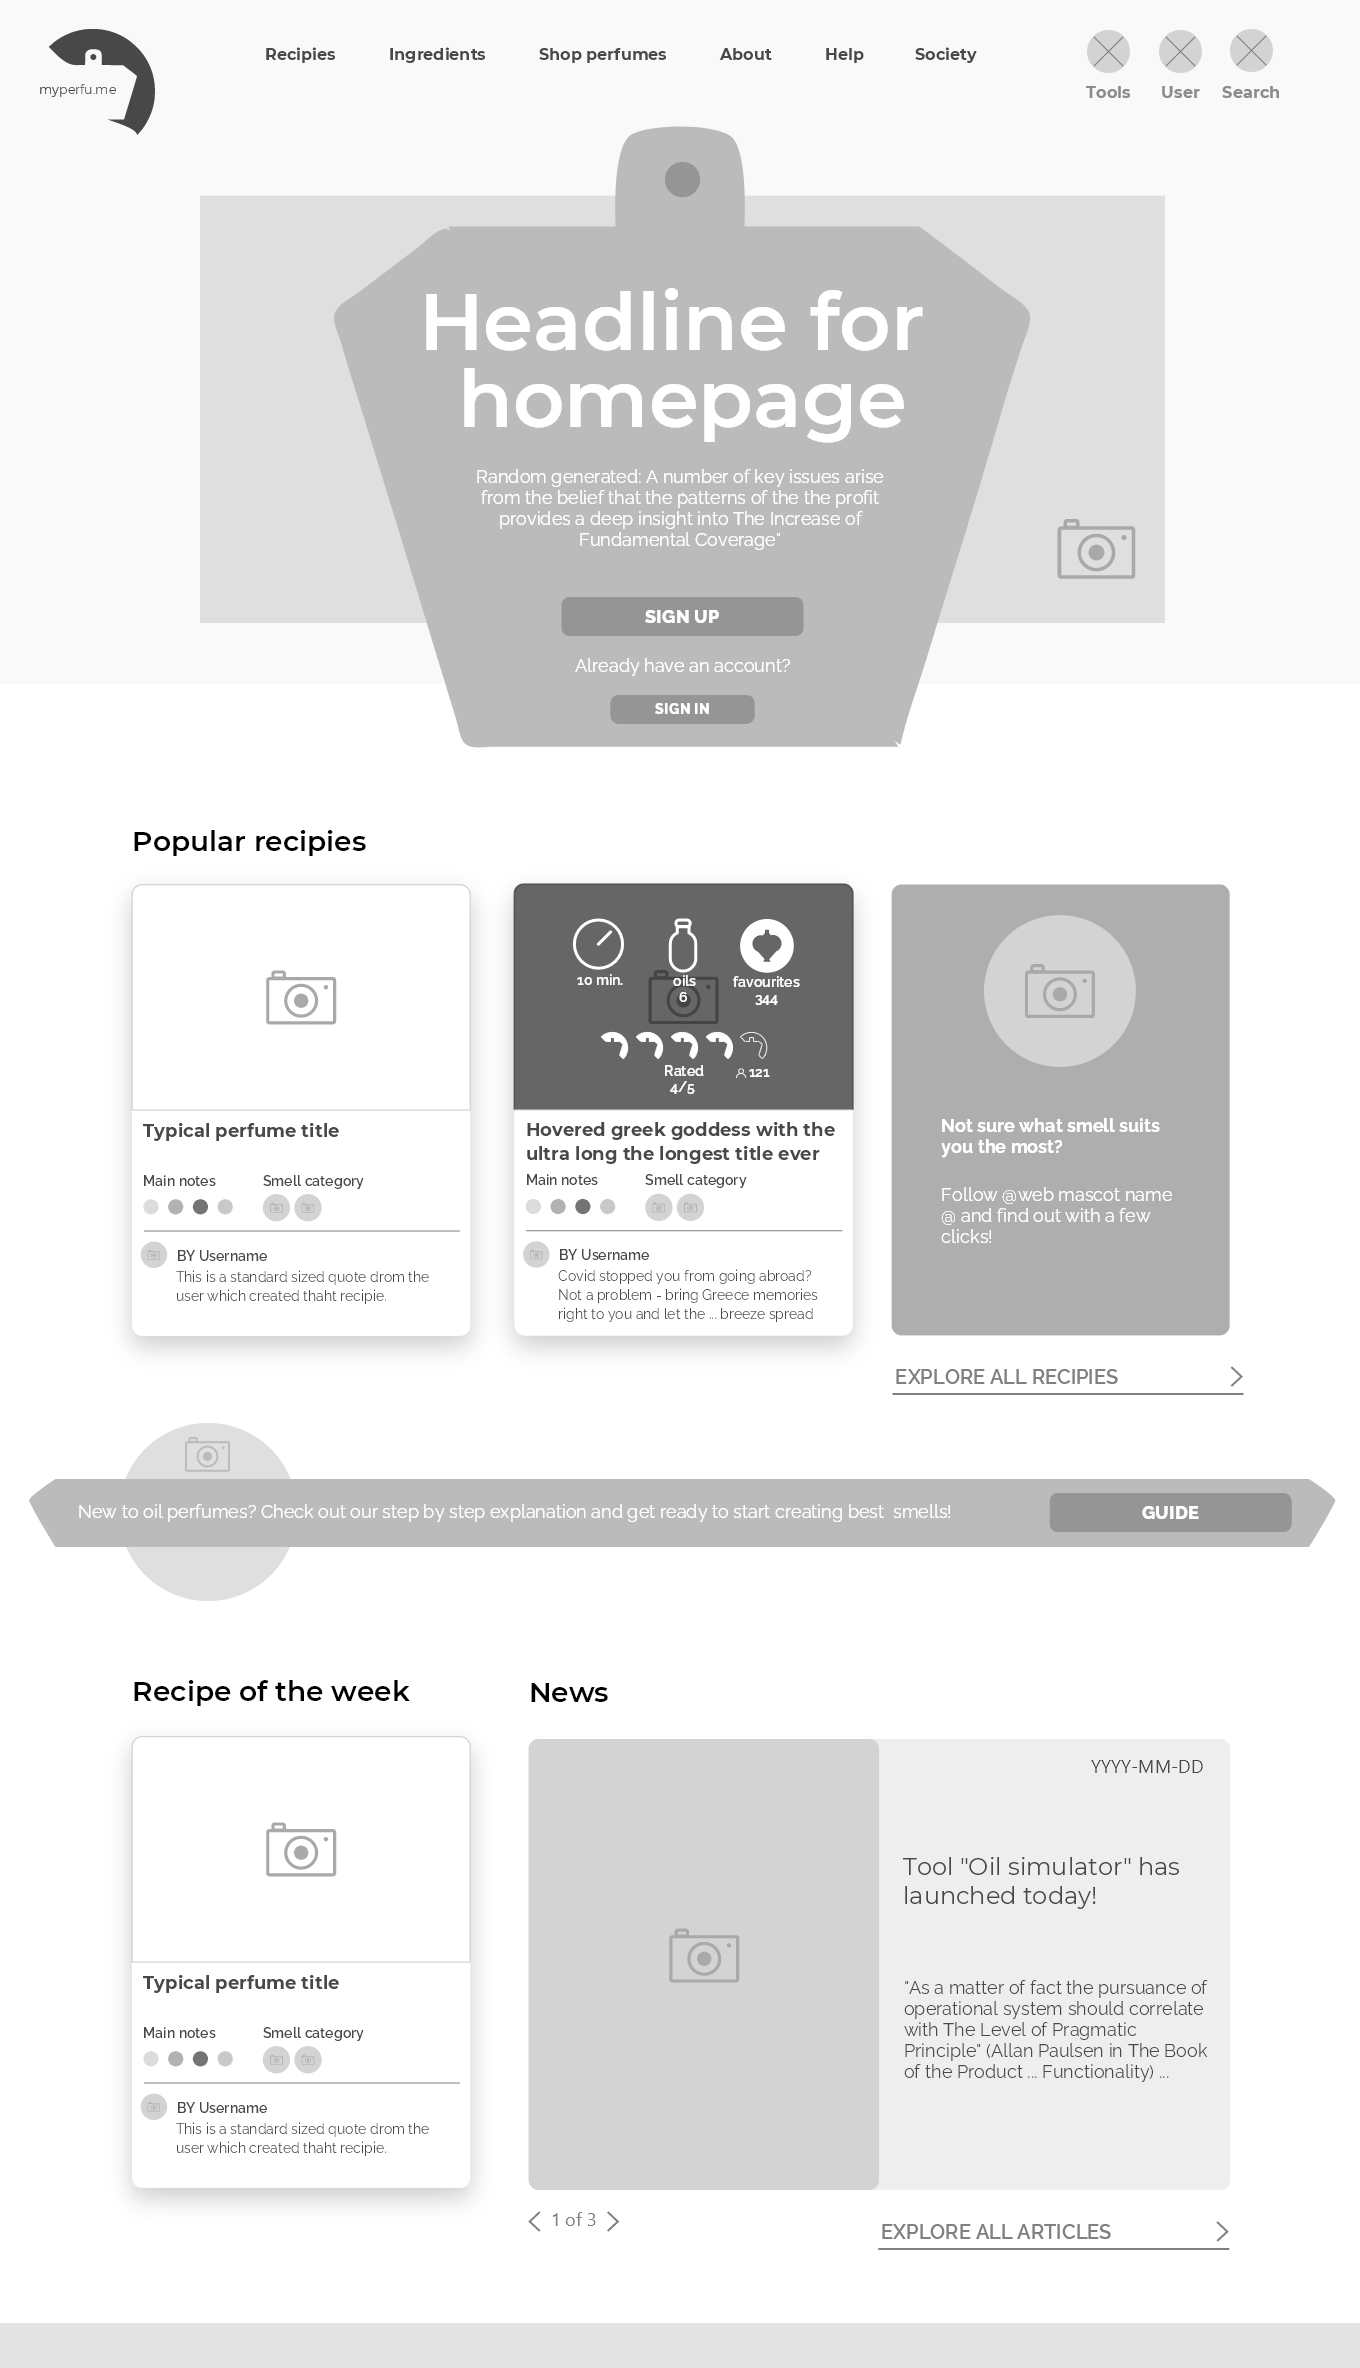 myperfu.me
Recipies
Ingredients
Shop perfumes
About
Help
Society
Tools
User
Search
Headline for
homepage
Random generated: A number of key issues arise
from the belief that the patterns of the the profit
provides a deep insight into The Increase of
Fundamental Coverage"
SIGN UP
Already have an account?
SIGN IN
Popular recipies
Typical perfume title
Main notes
Smell category
BY Username
This is a standard sized quote drom the
user which created thaht recipie.
10 min.
oils
6
favourites
344
Rated
4/5
121
Hovered greek goddess with the
ultra long the longest title ever
Main notes
Smell category
BY Username
Covid stopped you from going abroad?
Not a problem - bring Greece memories
right to you and let the ... breeze spread
Not sure what smell suits
you the most?
Follow @web mascot name
@ and find out with a few
clicks!
EXPLORE ALL RECIPIES
New to oil perfumes? Check out our step by step explanation and get ready to start creating best  smells!
GUIDE
Recipe of the week
Typical perfume title
Main notes
Smell category
BY Username
This is a standard sized quote drom the
user which created thaht recipie.
News
YYYY-MM-DD
Tool "Oil simulator" has
launched today!
"As a matter of fact the pursuance of
operational system should correlate
with The Level of Pragmatic
Principle" (Allan Paulsen in The Book
of the Product ... Functionality) ...
1 of 3
EXPLORE ALL ARTICLES